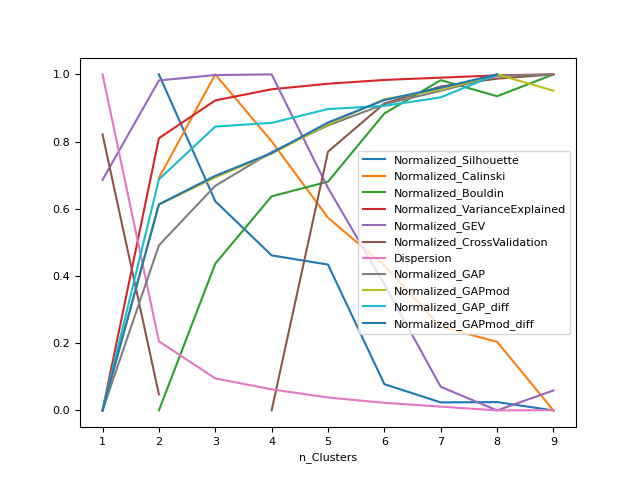 1.0
0.8
0.6
0.4
0.2
0.0
Normalized_Silhouette
Normalized_Calinski
Normalized_Bouldin
Normalized_VarianceExplained
Normalized_GEV
Normalized_CrossValidation
Dispersion
Normalized_GAP
Normalized_GAPmod
Normalized_GAP_diff
Normalized_GAPmod_diff
1 2 3 4 5 6 7 8 9
n_Clusters